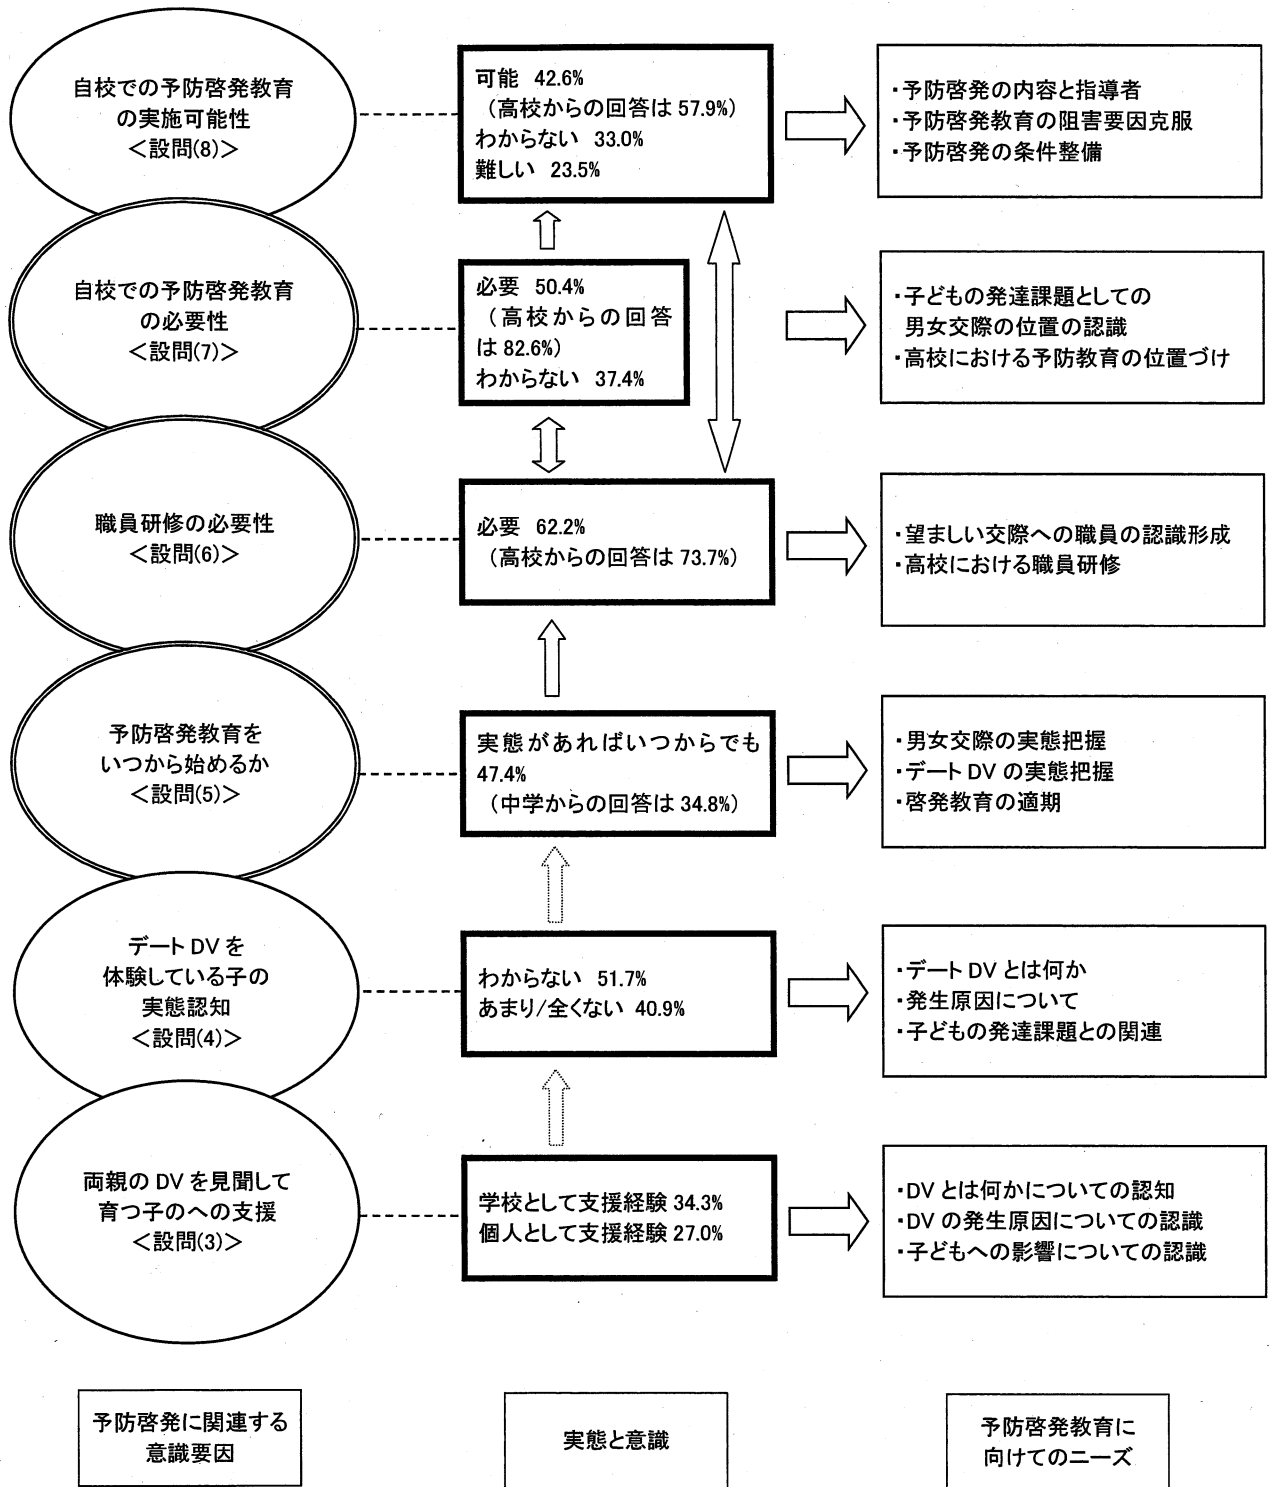 自校での予防啓発教育
の実施可能性
<設問(8)>
可能 42.6%
(高校からの回答は 57.9%)
わからない 33.0%
難しい 23.5%
・予防啓発の内容と指導者
・予防啓発教育の阻害要因克服
・予防啓発の条件整備
自校での予防啓発教育
の必要性
<設問(7)>
必要 50.4%
(高校からの回答
は 82.6%)
わからない 37.4%
・子どもの発達課題としての
男女交際の位置の認識
・高校における予防教育の位置づけ
職員研修の必要性
<設問(6)>
必要 62.2%
(高校からの回答は 73.7%)
・望ましい交際への職員の認識形成
・高校における職員研修
予防啓発教育を
いつから始めるか
<設問(5)>
実態があればいつからでも
47.4%
(中学からの回答は 34.8%)
・男女交際の実態把握
・デートDVの実態把握
・啓発教育の適期
デートDVを
体験している子の
実態認知
<設問(4)>
わからない 51.7%
あまり/全くない 40.9%
・デートDVとは何か
・発生原因について
・子どもの発達課題との関連
両親のDVを見聞して
育つ子のへの支援
<設問(3)>
学校として支援経験 34.3%
個人として支援経験 27.0%
・DVとは何かについての認知
・DVの発生原因についての認識
・子どもへの影響についての認識
予防啓発に関連する
意識要因
実態と意識
予防啓発教育に
向けてのニーズ